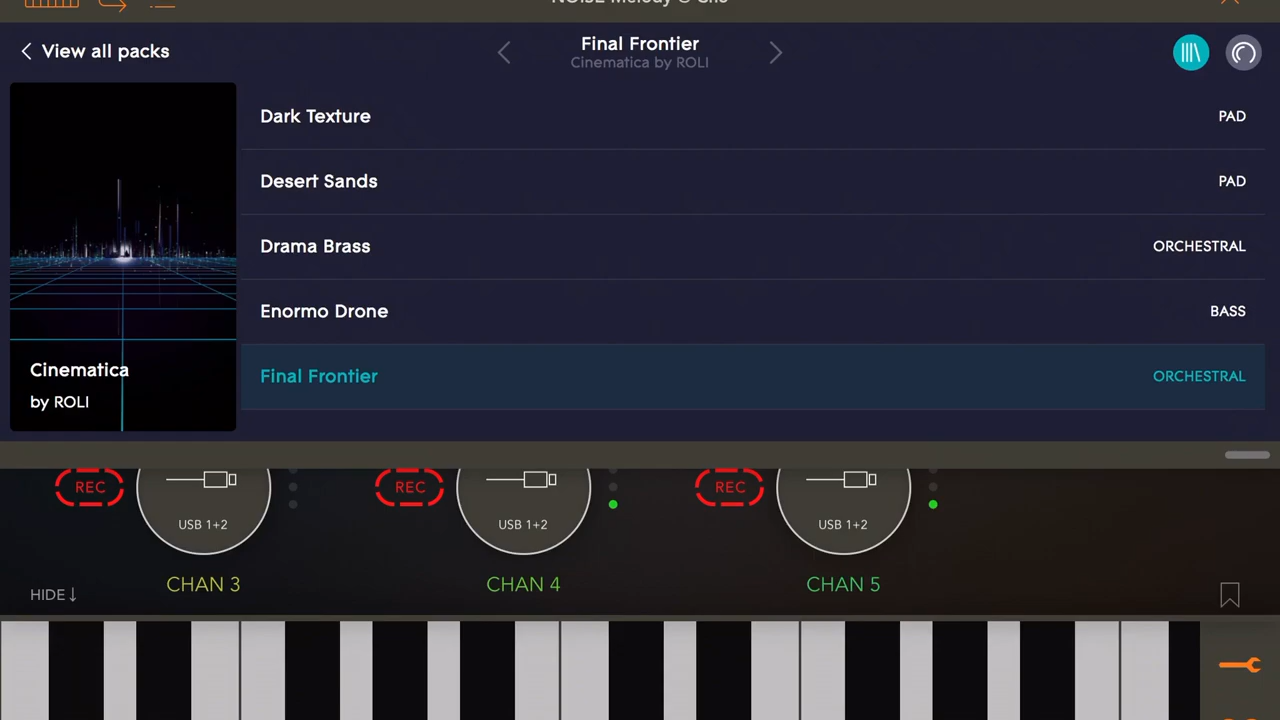 View all packs
Final Frontier
Cinematica by ROLI
Dark Texture PAD
Desert Sands PAD
Drama Brass ORCHESTRAL
Enormo Drone BASS
Final Frontier ORCHESTRAL
Cinematica
by ROLI
REC USB 1+2 REC USB 1+2 REC USB 1+2
CHAN 3 CHAN 4 CHAN 5
HIDE↓